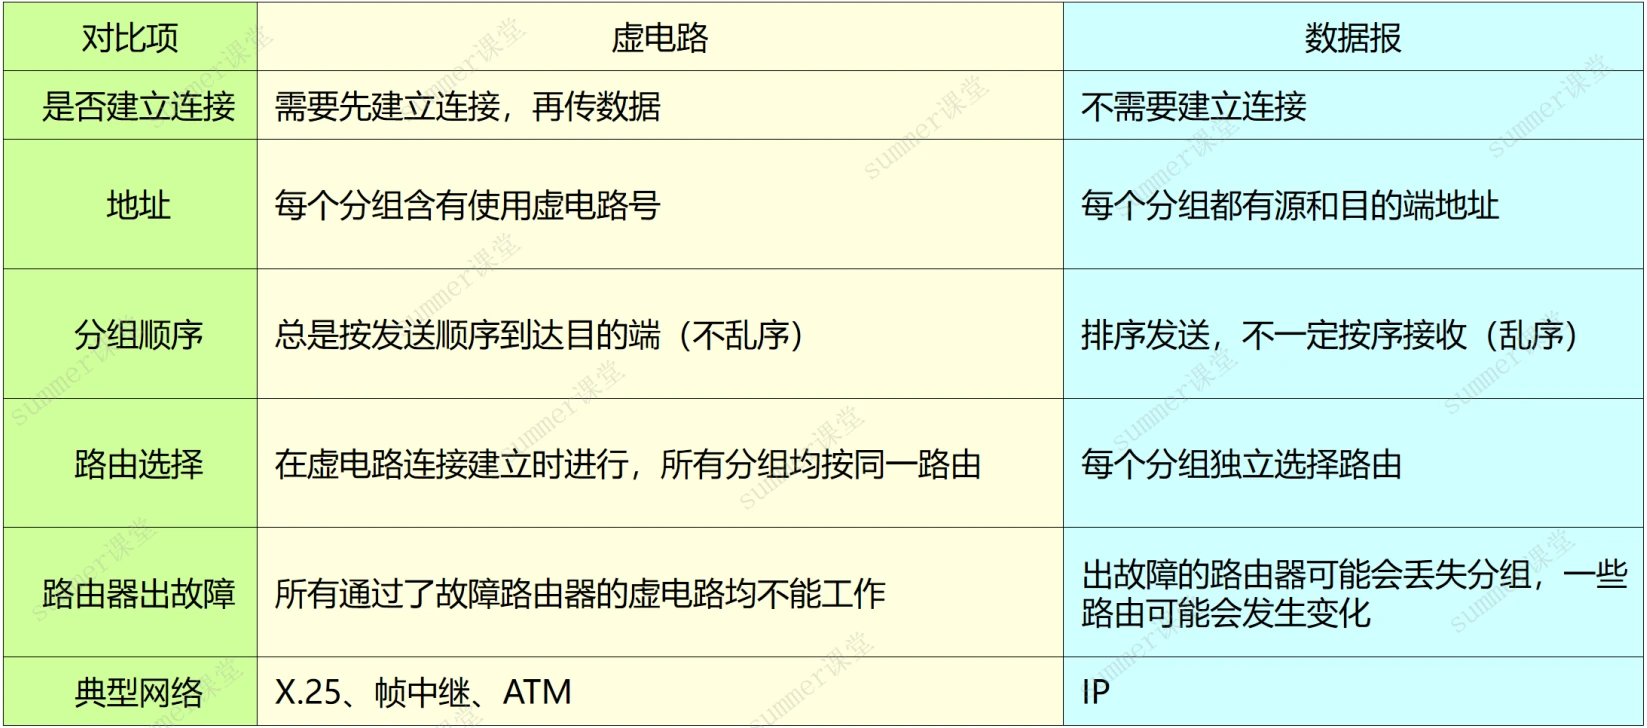 对比项 虚电路 数据报
是否建立连接 需要先建立连接，再传数据 不需要建立连接
地址 每个分组含有使用虚电路号 每个分组都有源和目的端地址
分组顺序 总是按发送顺序到达目的端（不乱序） 排序发送，不一定按序接收（乱序）
路由选择 在虚电路连接建立时进行，所有分组均按同一路由 每个分组独立选择路由
路由器出故障 所有通过了故障路由器的虚电路均不能工作 出故障的路由器可能会丢失分组，一些
路由可能会发生变化
典型网络 X.25、帧中继、ATM IP
summer课堂